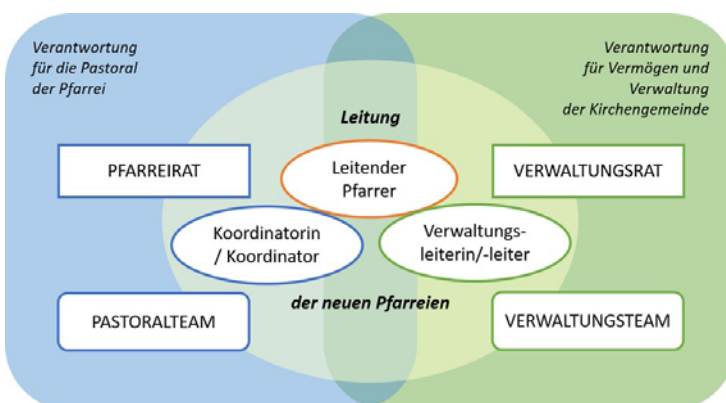 Verantwortung
für die Pastoral
der Pfarrei
Verantwortung
für Vermögen und
Verwaltung
der Kirchengemeinde
Leitung
PFARREIRAT
Leitender
Pfarrer
VERWALTUNGSRAT
Koordinatorin
/ Koordinator
Verwaltungs-
leiterin/-leiter
der neuen Pfarreien
PASTORALTEAM
VERWALTUNGSTEAM